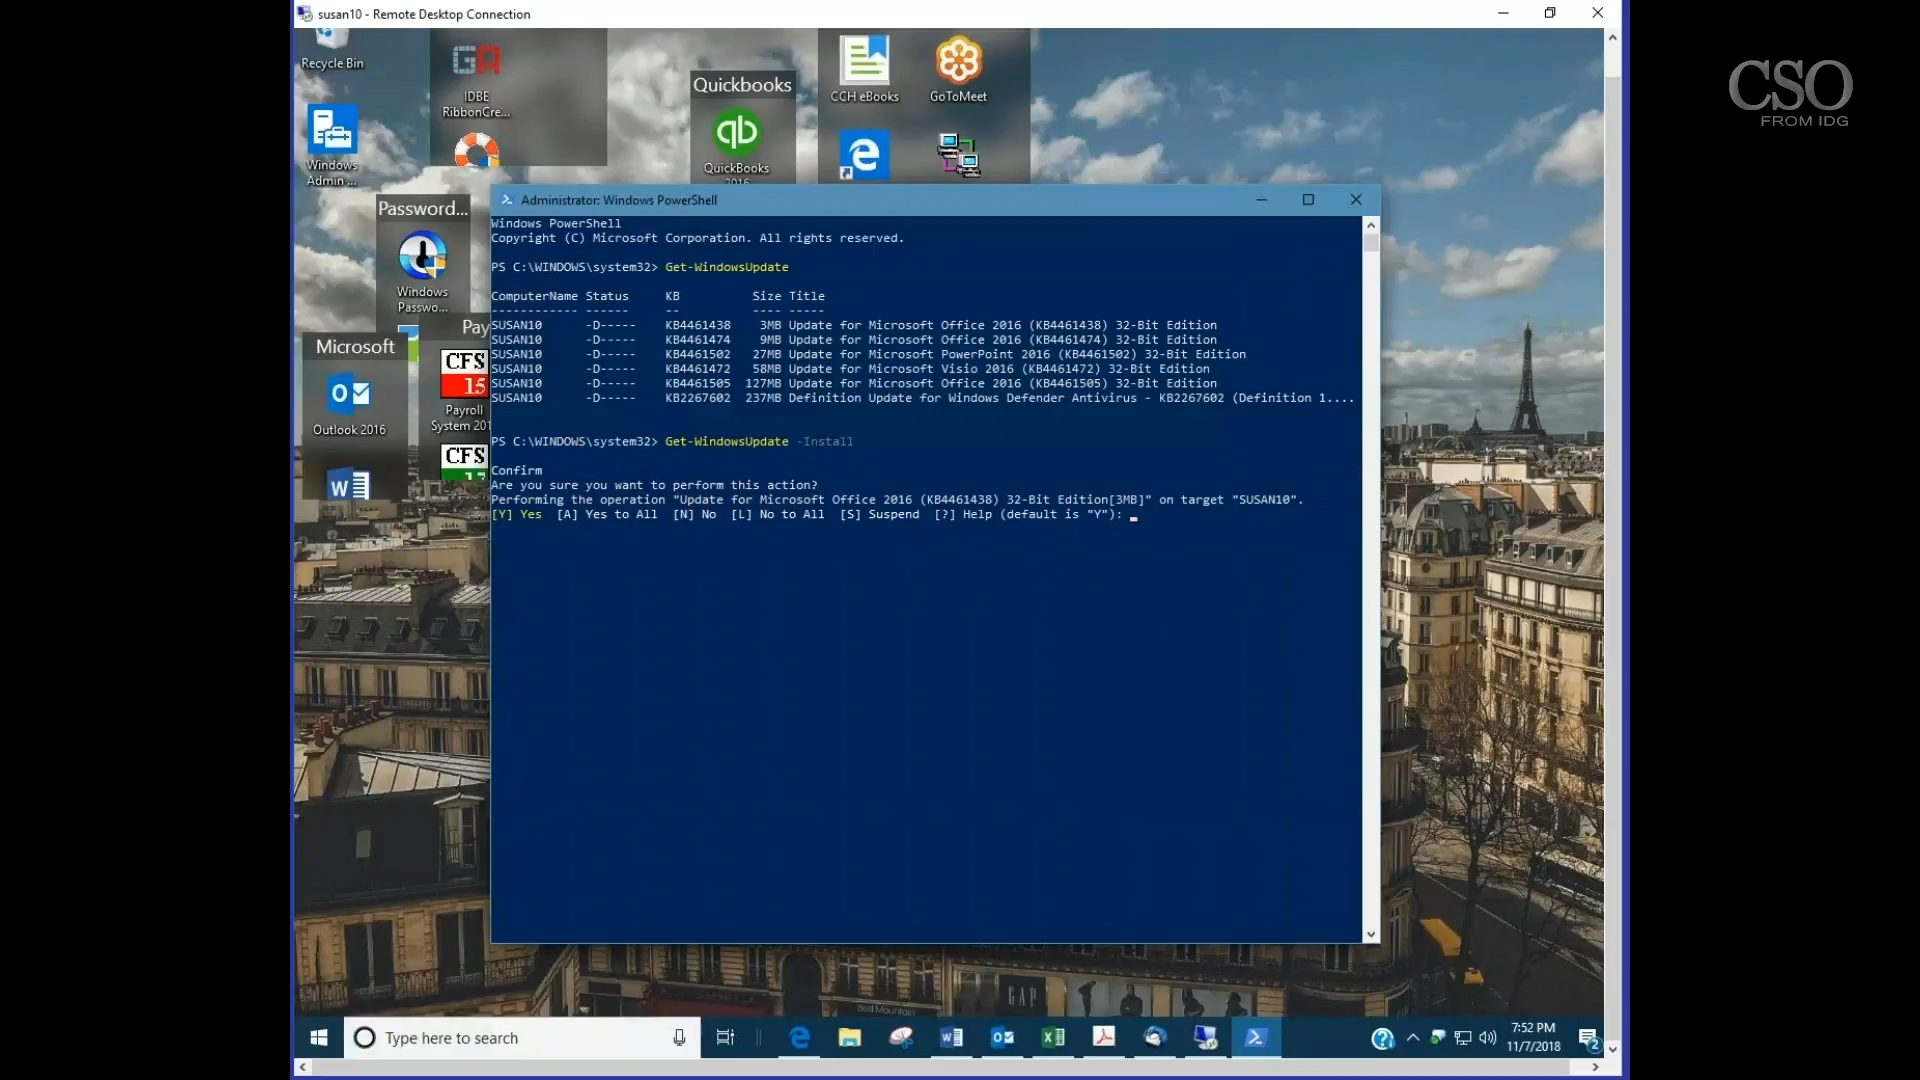 susan10 - Remote Desktop Connection
CSO
FROM IDG
Recycle Bin
IDBE
RibbonCre...
Quickbooks
QuickBooks
2016
CCH eBooks
GoToMeet
Windows
Admin ...
Password...
Windows
Passwo...
Pay
Microsoft
CFS
15
Payroll
System 201
Outlook 2016
CFS
Administrator: Windows PowerShell
Windows PowerShell
Copyright (C) Microsoft Corporation. All rights reserved.
PS C:\WINDOWS\system32> Get-WindowsUpdate
ComputerName Status KB Size Title
------------ ------ -- ---- -----
SUSAN10 -D----- KB4461438 3MB Update for Microsoft Office 2016 (KB4461438) 32-Bit Edition
SUSAN10 -D----- KB4461474 9MB Update for Microsoft Office 2016 (KB4461474) 32-Bit Edition
SUSAN10 -D----- KB4461502 27MB Update for Microsoft PowerPoint 2016 (KB4461502) 32-Bit Edition
SUSAN10 -D----- KB4461472 58MB Update for Microsoft Visio 2016 (KB4461472) 32-Bit Edition
SUSAN10 -D----- KB4461505 127MB Update for Microsoft Office 2016 (KB4461505) 32-Bit Edition
SUSAN10 -D----- KB2267602 237MB Definition Update for Windows Defender Antivirus - KB2267602 (Definition 1....
PS C:\WINDOWS\system32> Get-WindowsUpdate -Install
Confirm
Are you sure you want to perform this action?
Performing the operation "Update for Microsoft Office 2016 (KB4461438) 32-Bit Edition[3MB]" on target "SUSAN10".
[Y] Yes [A] Yes to All [N] No [L] No to All [S] Suspend [?] Help (default is "Y"):
GAP
Type here to search
7:52 PM
11/7/2018
2